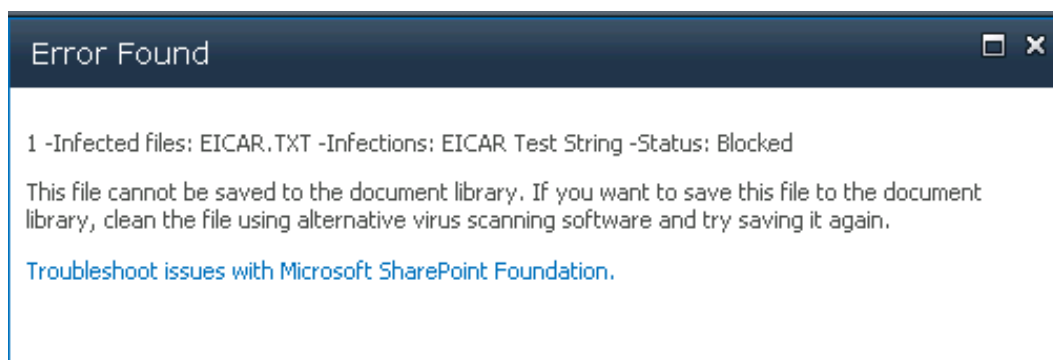 Error Found
1 -Infected files: EICAR.TXT -Infections: EICAR Test String -Status: Blocked
This file cannot be saved to the document library. If you want to save this file to the document
library, clean the file using alternative virus scanning software and try saving it again.
Troubleshoot issues with Microsoft SharePoint Foundation.